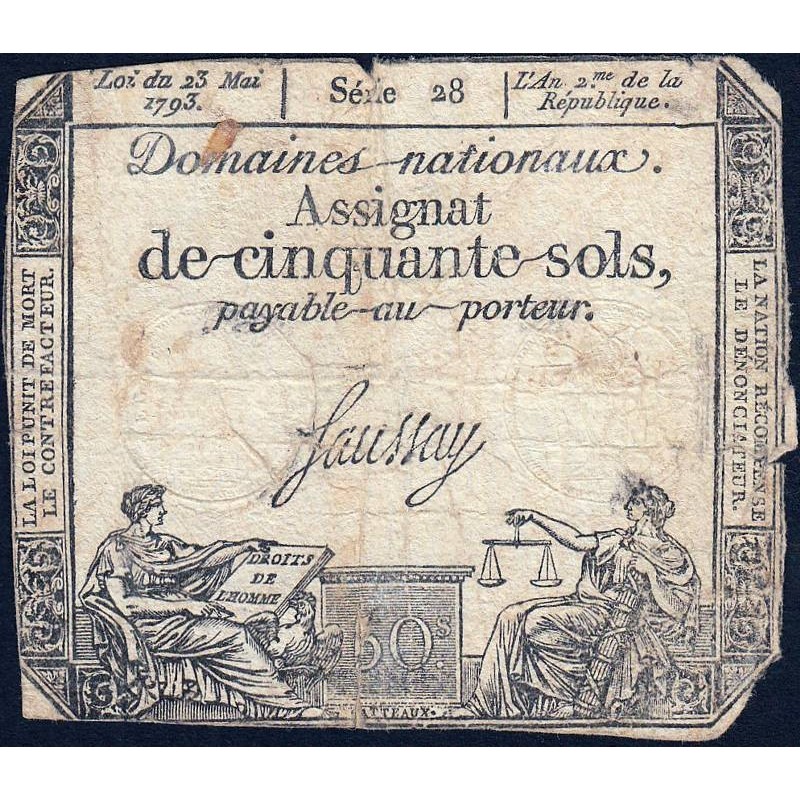 Loi du 23 Mai
1793.
Série 28
L'An 2.me de la
République.
Domaines nationaux.
Assignat
de cinquante sols,
payable au porteur.
Saussay
LA LOI PUNIT DE MORT
LE CONTREFACTEUR.
LA NATION RÉCOMPENSE
LE DÉNONCIATEUR.
DROITS
DE
L'HOMME
50.s